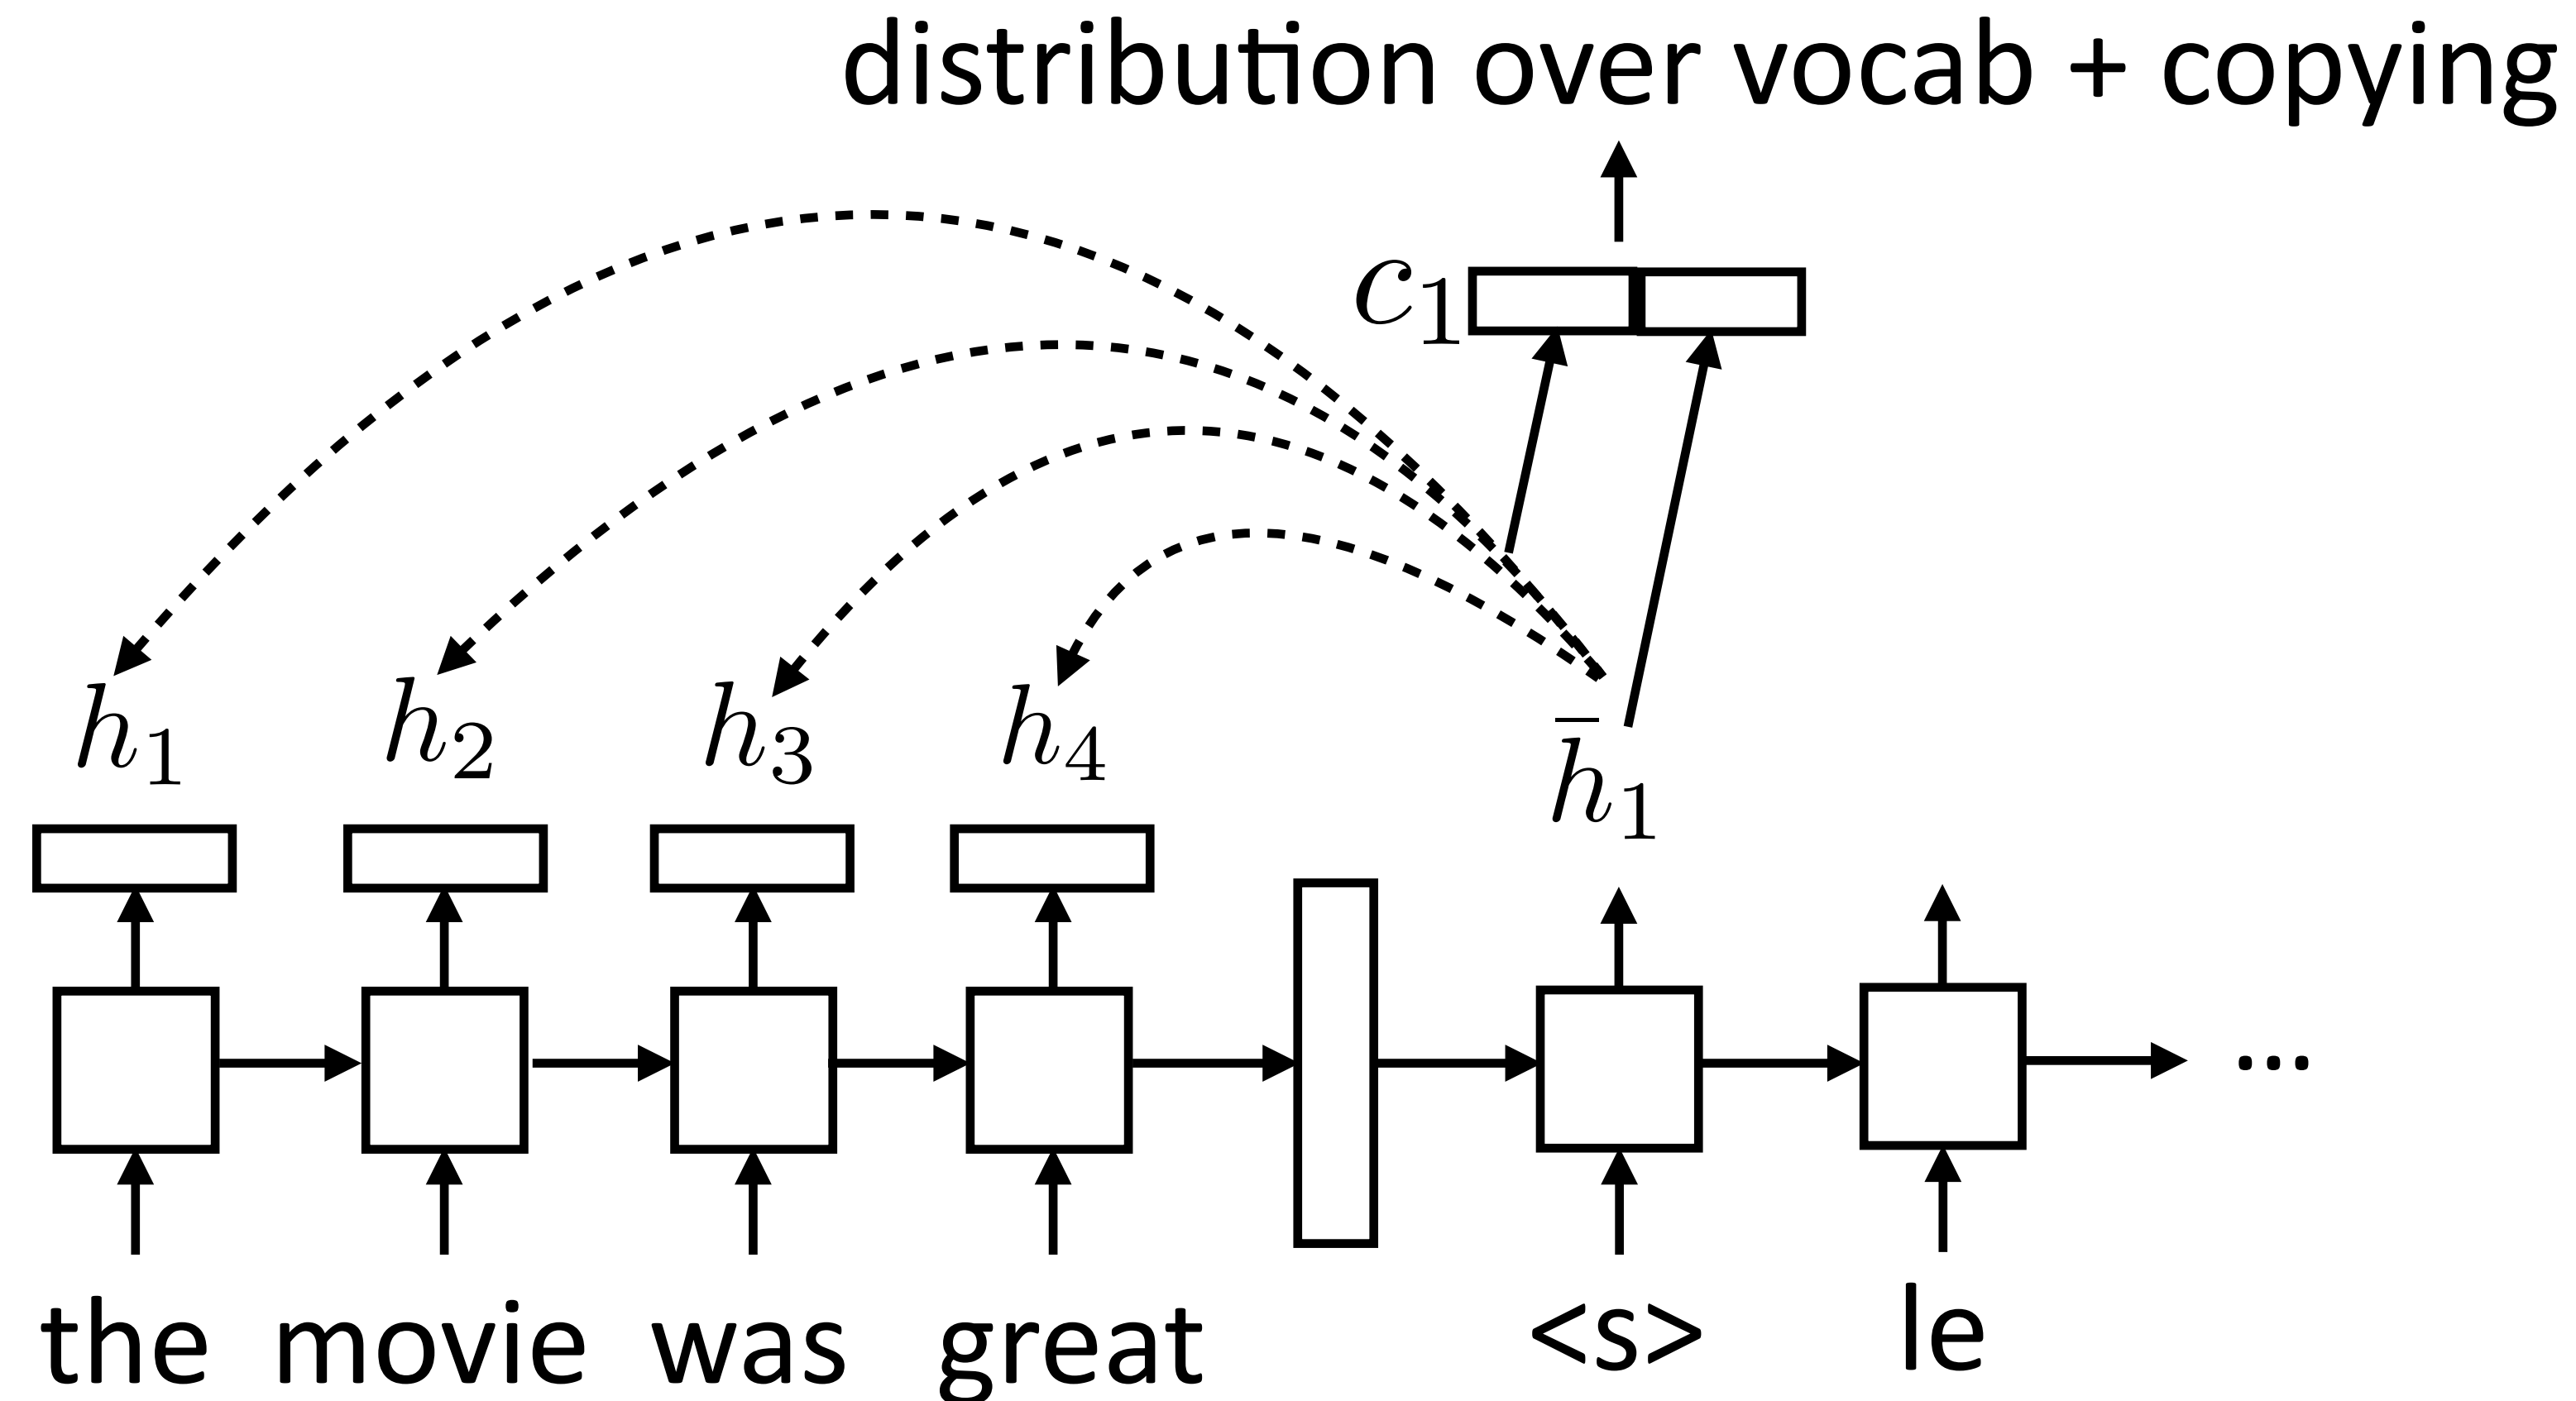 distribution over vocab + copying
c₁
h₁ h₂ h₃ h₄
h̄₁
...
the movie was great <s> le